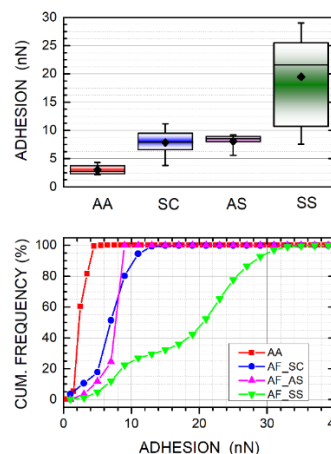 30
25
20
15
10
5
0
ADHESION (nN)
AA SC AS SS
100
80
60
40
20
0
CUM. FREQUENCY (%)
AA
AF_SC
AF_AS
AF_SS
0 10 20 30
ADHESION (nN)